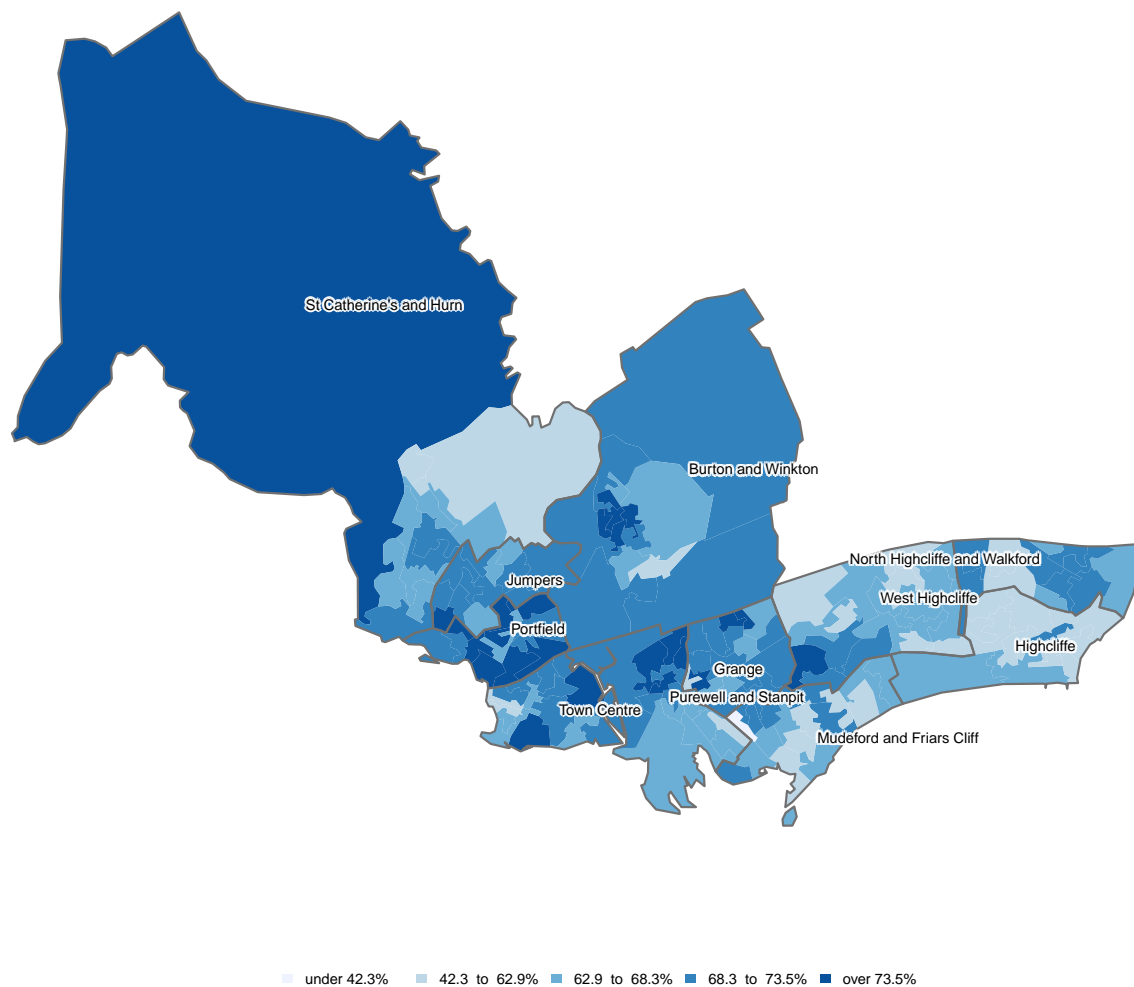 St Catherine's and Hurn
Burton and Winkton
North Highcliffe and Walkford
Jumpers
West Highcliffe
Portfield
Highcliffe
Grange
Purewell and Stanpit
Town Centre
Mudeford and Friars Cliff
under 42.3% 42.3 to 62.9% 62.9 to 68.3% 68.3 to 73.5% over 73.5%